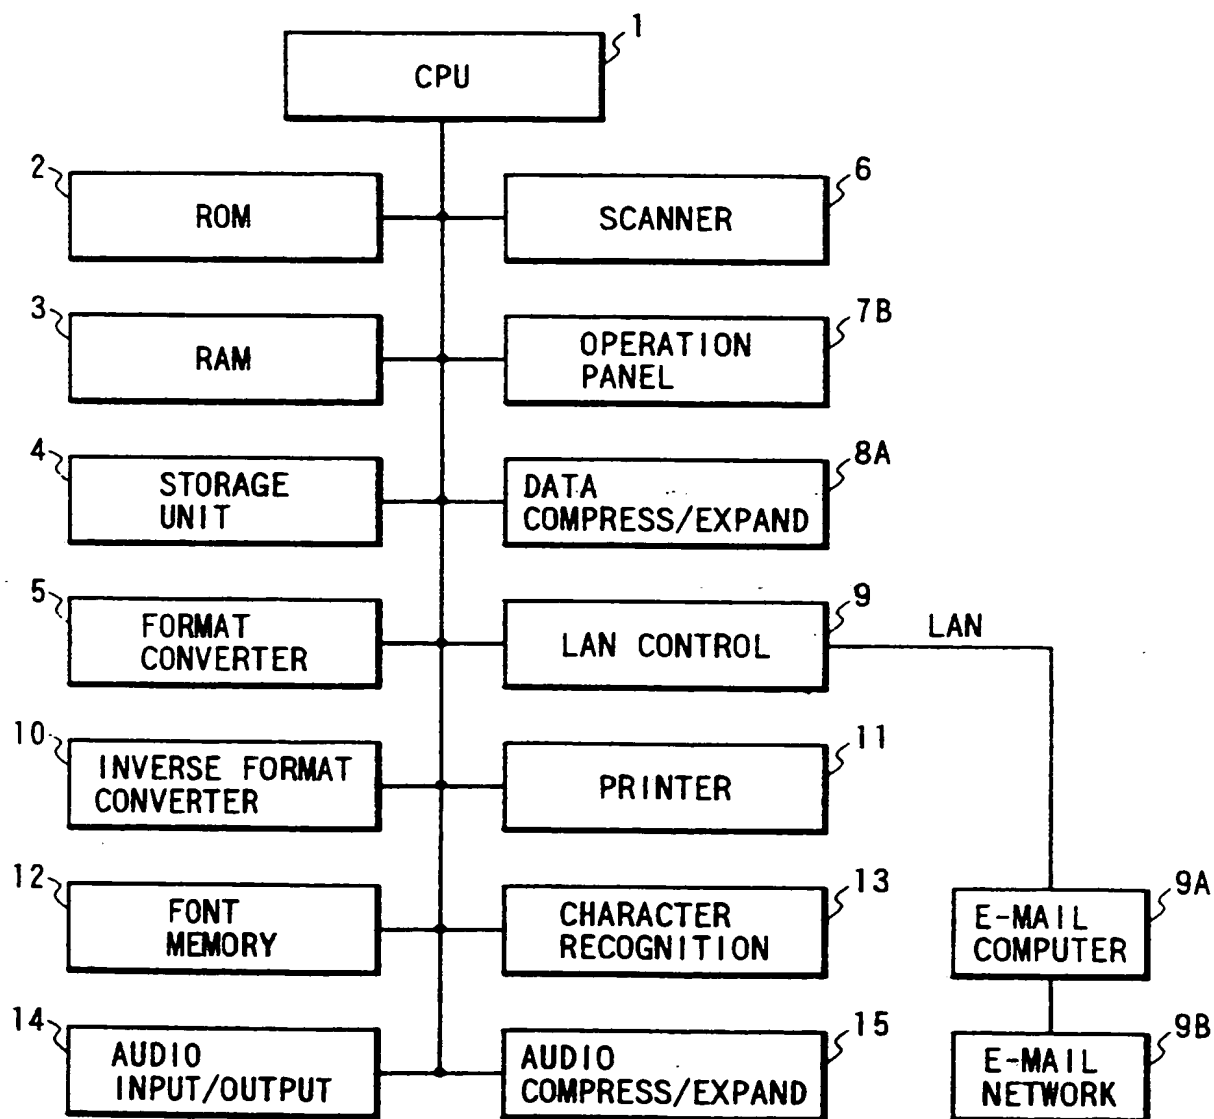 1
CPU
2
ROM
6
SCANNER
3
RAM
7B
OPERATION
PANEL
4
STORAGE
UNIT
8A
DATA
COMPRESS/EXPAND
5
FORMAT
CONVERTER
9
LAN CONTROL
LAN
10
INVERSE FORMAT
CONVERTER
11
PRINTER
12
FONT
MEMORY
13
CHARACTER
RECOGNITION
9A
E-MAIL
COMPUTER
14
AUDIO
INPUT/OUTPUT
15
AUDIO
COMPRESS/EXPAND
9B
E-MAIL
NETWORK